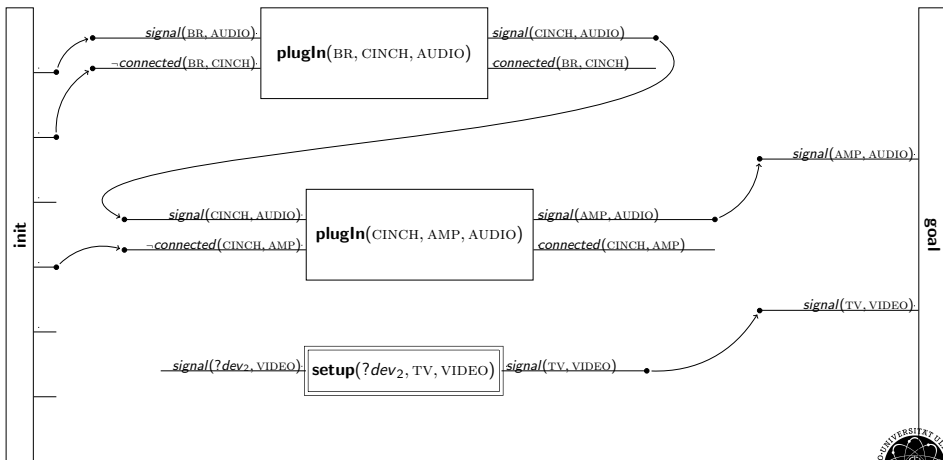 signal(BR, AUDIO)
¬connected(BR, CINCH)
plugIn(BR, CINCH, AUDIO)
signal(CINCH, AUDIO)
connected(BR, CINCH)
init
signal(CINCH, AUDIO)
¬connected(CINCH, AMP)
plugIn(CINCH, AMP, AUDIO)
signal(AMP, AUDIO)
connected(CINCH, AMP)
signal(AMP, AUDIO)
goal
signal(TV, VIDEO)
signal(?dev2, VIDEO)
setup(?dev2, TV, VIDEO)
signal(TV, VIDEO)